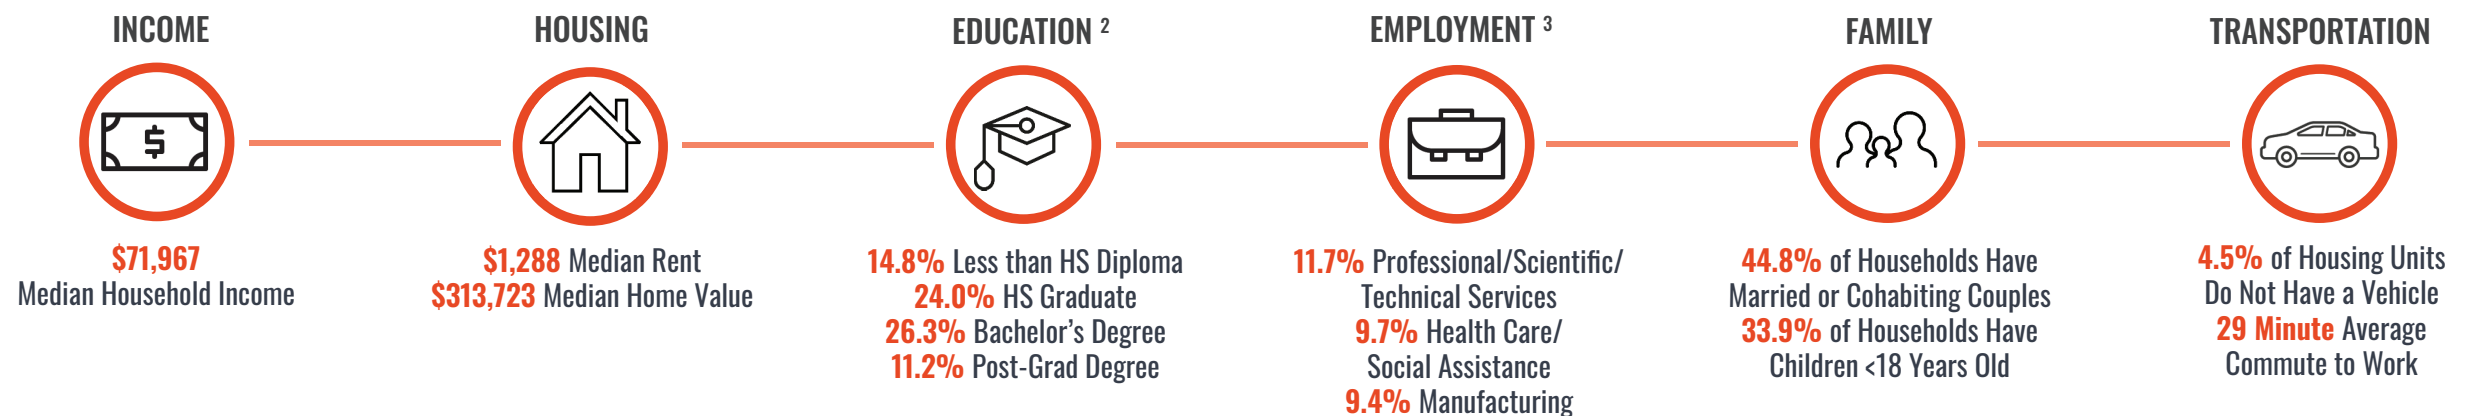 INCOME
$
$71,967
Median Household Income
HOUSING
$1,288 Median Rent
$313,723 Median Home Value
EDUCATION 2
14.8% Less than HS Diploma
24.0% HS Graduate
26.3% Bachelor’s Degree
11.2% Post-Grad Degree
EMPLOYMENT 3
11.7% Professional/Scientific/
Technical Services
9.7% Health Care/
Social Assistance
9.4% Manufacturing
FAMILY
44.8% of Households Have
Married or Cohabiting Couples
33.9% of Households Have
Children <18 Years Old
TRANSPORTATION
4.5% of Housing Units
Do Not Have a Vehicle
29 Minute Average
Commute to Work